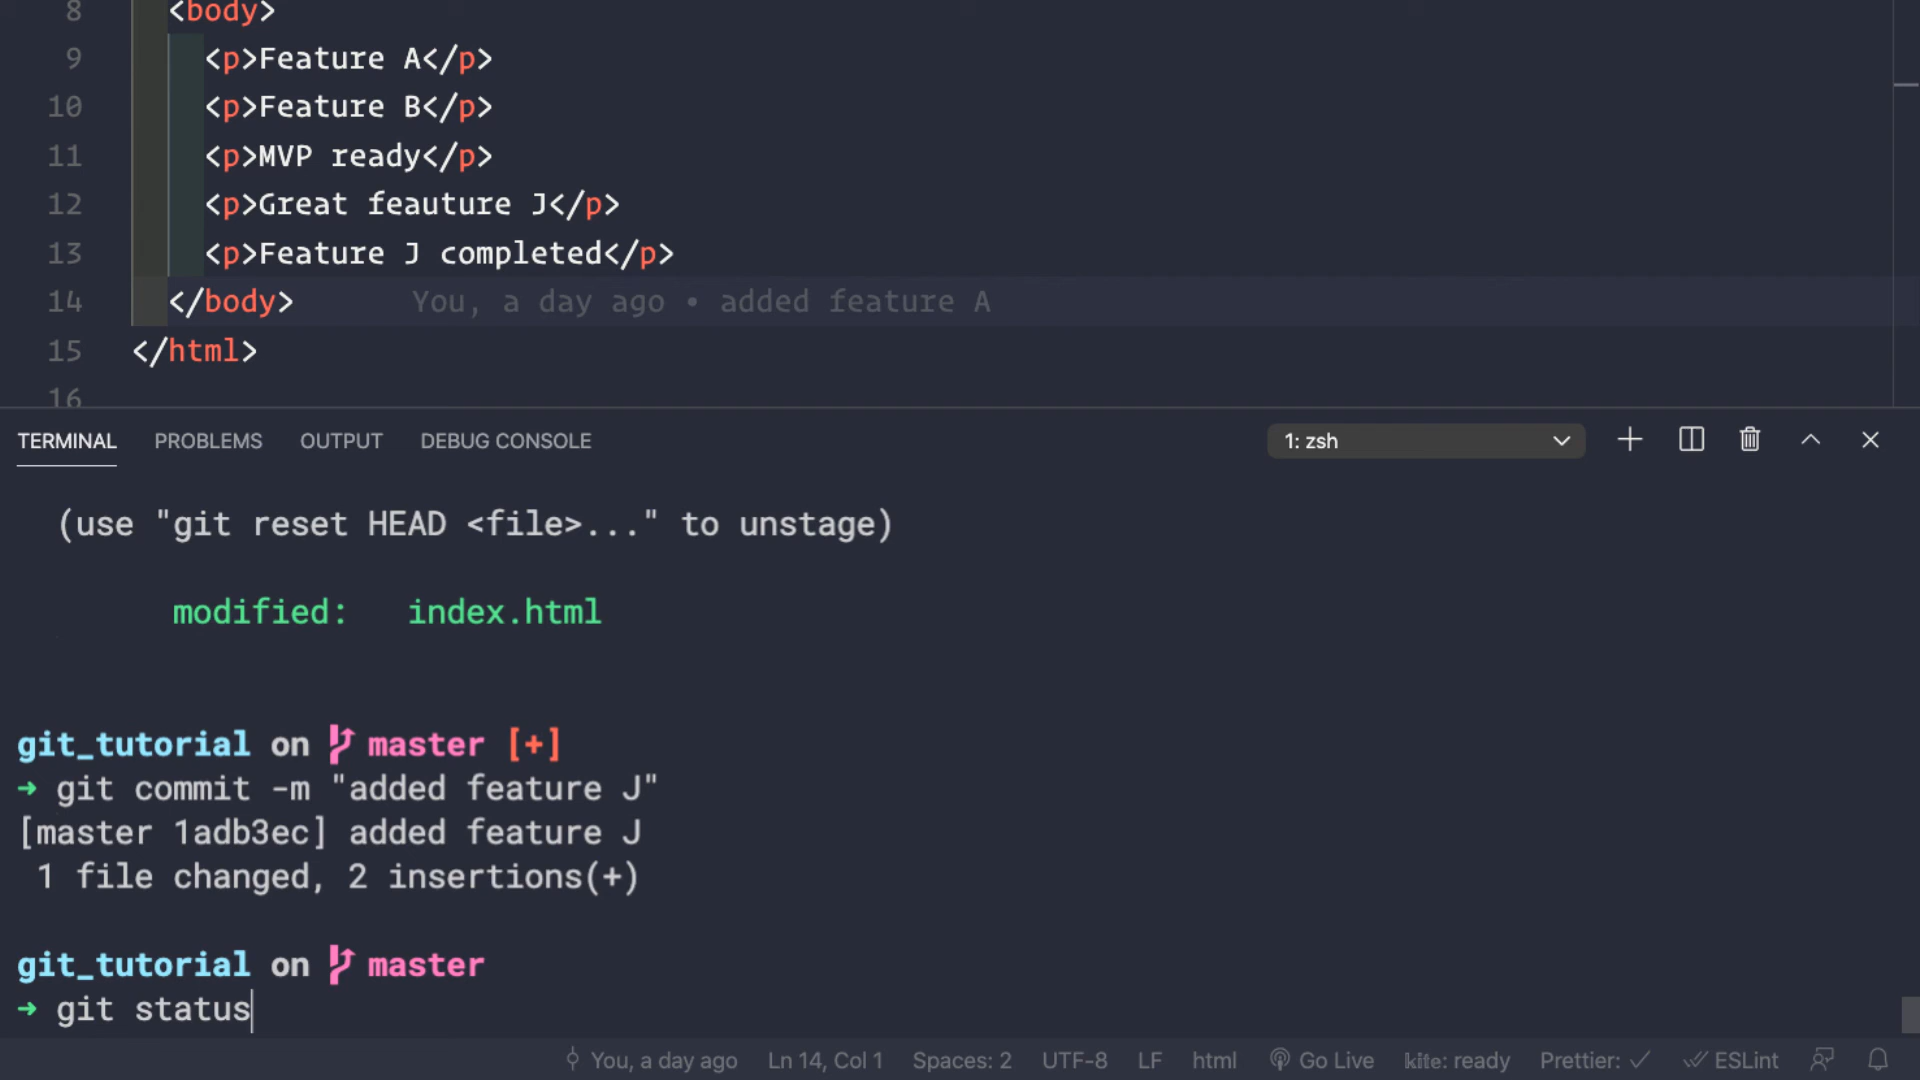 8 <body>
9 <p>Feature A</p>
10 <p>Feature B</p>
11 <p>MVP ready</p>
12 <p>Great feauture J</p>
13 <p>Feature J completed</p>
14 </body> You, a day ago • added feature A
15 </html>
16
TERMINAL PROBLEMS OUTPUT DEBUG CONSOLE 1: zsh
(use "git reset HEAD <file>..." to unstage)
modified: index.html
git_tutorial on master [+]
➜ git commit -m "added feature J"
[master 1adb3ec] added feature J
1 file changed, 2 insertions(+)
git_tutorial on master
➜ git status
You, a day ago Ln 14, Col 1 Spaces: 2 UTF-8 LF html Go Live kite: ready Prettier: ✓ ESLint